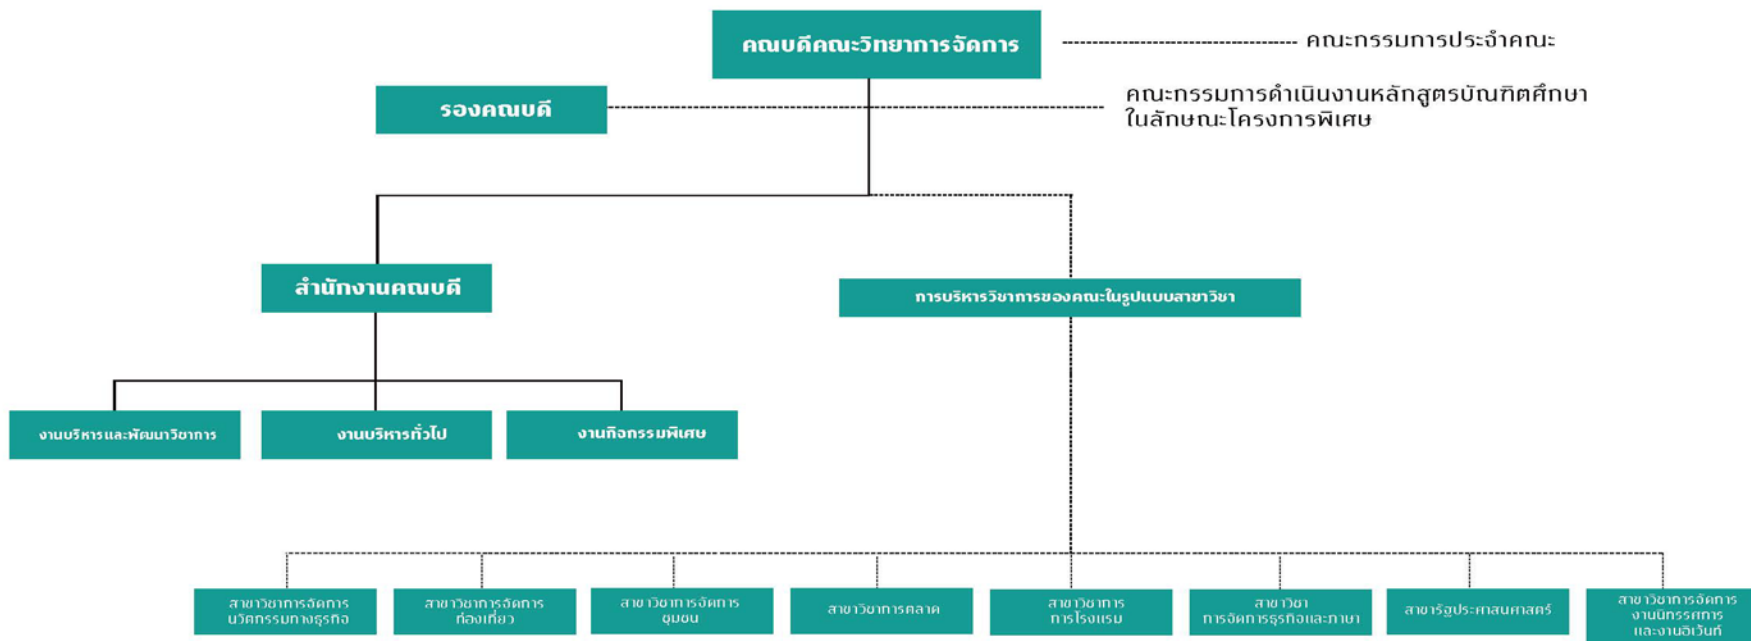 คณบดีคณะวิทยาการจัดการ
คณะกรรมการประจำคณะ
รองคณบดี
คณะกรรมการดำเนินงานหลักสูตรบัณฑิตศึกษา
ในลักษณะโครงการพิเศษ
สำนักงานคณบดี
การบริหารวิชาการของคณะในรูปแบบสาขาวิชา
งานบริหารและพัฒนาวิชาการ
งานบริหารทั่วไป
งานกิจกรรมพิเศษ
สาขาวิชาการจัดการ
นวัตกรรมทางธุรกิจ
สาขาวิชาการจัดการ
ท่องเที่ยว
สาขาวิชาการจัดการ
ชุมชน
สาขาวิชาการตลาด
สาขาวิชาการ
การโรงแรม
สาขาวิชา
การจัดการธุรกิจและภาษา
สาขารัฐประศาสนศาสตร์
สาขาวิชาการจัดการ
งานนิทรรศการ
และงานอีเว้นท์